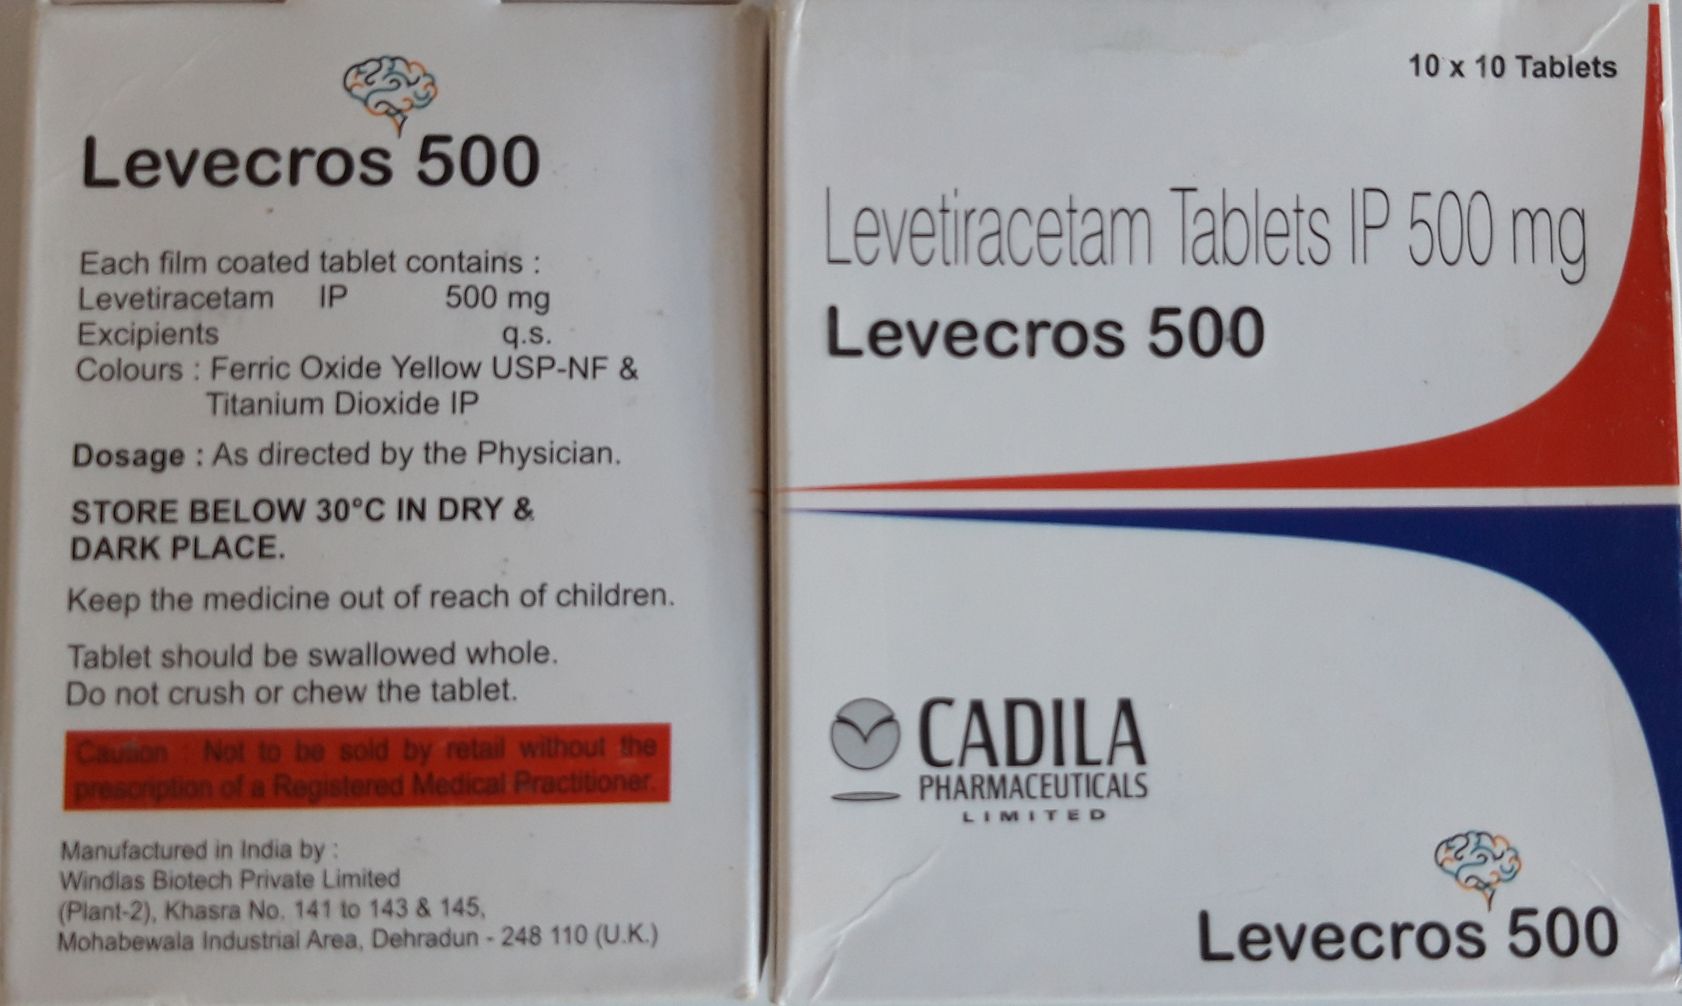 Levecros 500
Each film coated tablet contains :
Levetiracetam IP 500 mg
Excipients q.s.
Colours : Ferric Oxide Yellow USP-NF &
Titanium Dioxide IP
Dosage : As directed by the Physician.
STORE BELOW 30°C IN DRY &
DARK PLACE.
Keep the medicine out of reach of children.
Tablet should be swallowed whole.
Do not crush or chew the tablet.
Caution : Not to be sold by retail without the
prescription of a Registered Medical Practitioner.
Manufactured in India by :
Windlas Biotech Private Limited
(Plant-2), Khasra No. 141 to 143 & 145,
Mohabewala Industrial Area, Dehradun - 248 110 (U.K.)
10 x 10 Tablets
Levetiracetam Tablets IP 500 mg
Levecros 500
CADILA
PHARMACEUTICALS
LIMITED
Levecros 500